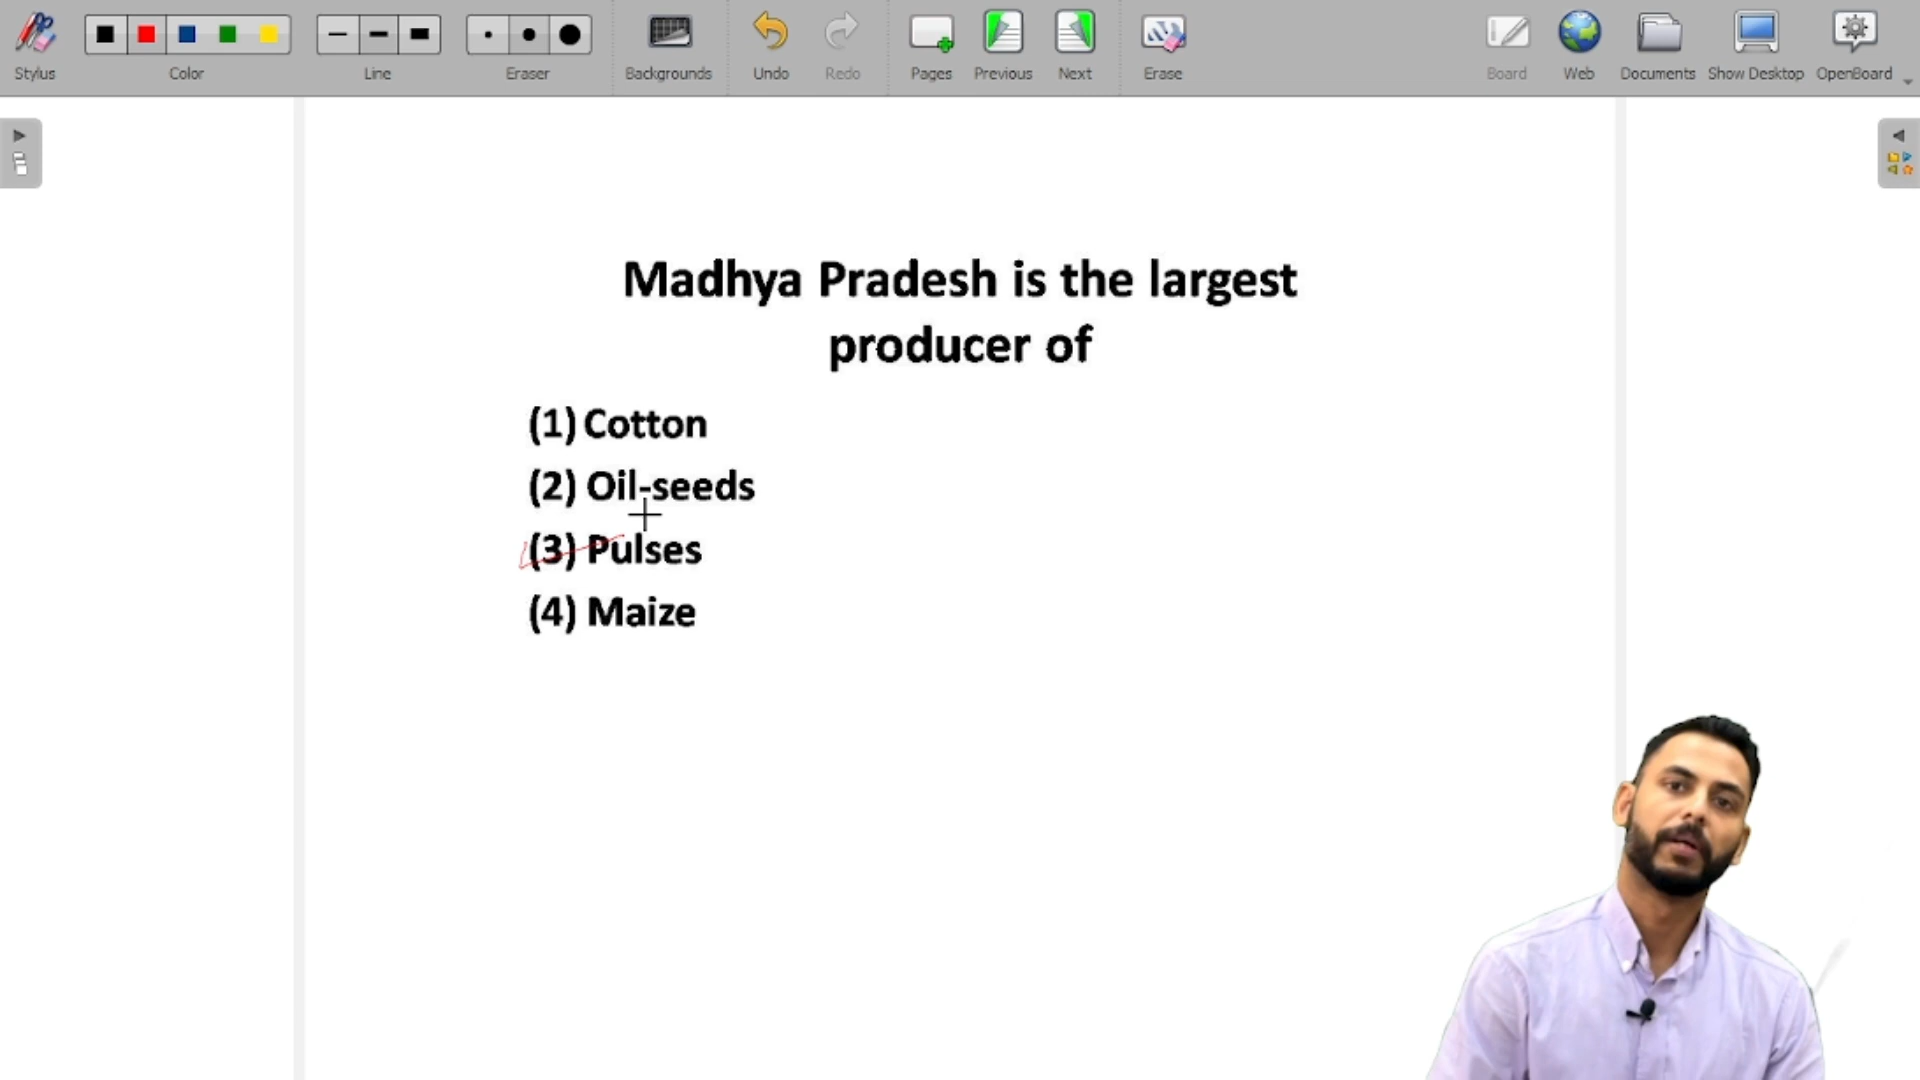 Stylus
Color
Line
Eraser
Backgrounds
Undo
Redo
Pages
Previous
Next
Erase
Board
Web
Documents
Show Desktop
OpenBoard
Madhya Pradesh is the largest
producer of
(1) Cotton
(2) Oil-seeds
(3) Pulses
(4) Maize